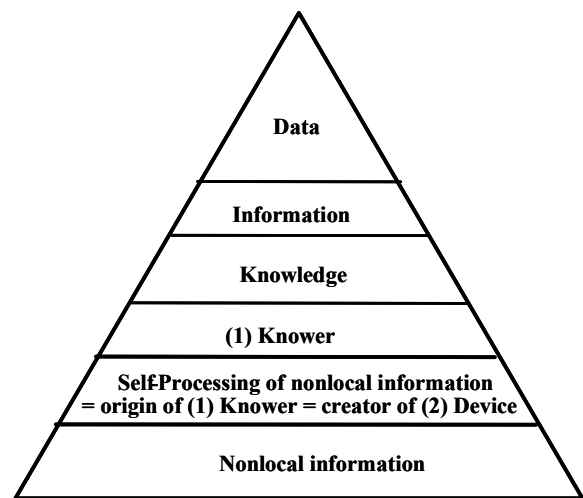 Data
Information
Knowledge
(1) Knower
Self-Processing of nonlocal information
= origin of (1) Knower = creator of (2) Device
Nonlocal information